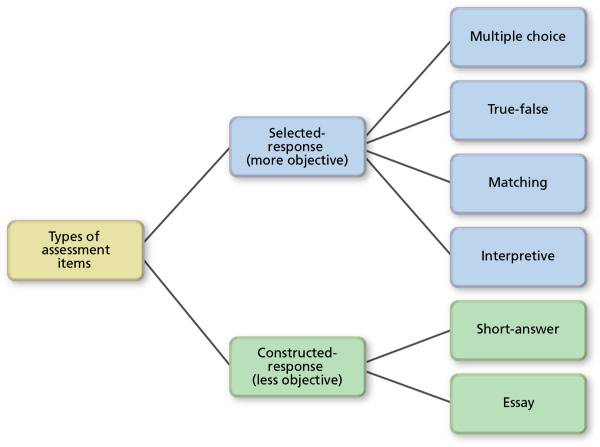 Types of
assessment
items
Selected-
response
(more objective)
Multiple choice
True-false
Matching
Interpretive
Constructed-
response
(less objective)
Short-answer
Essay